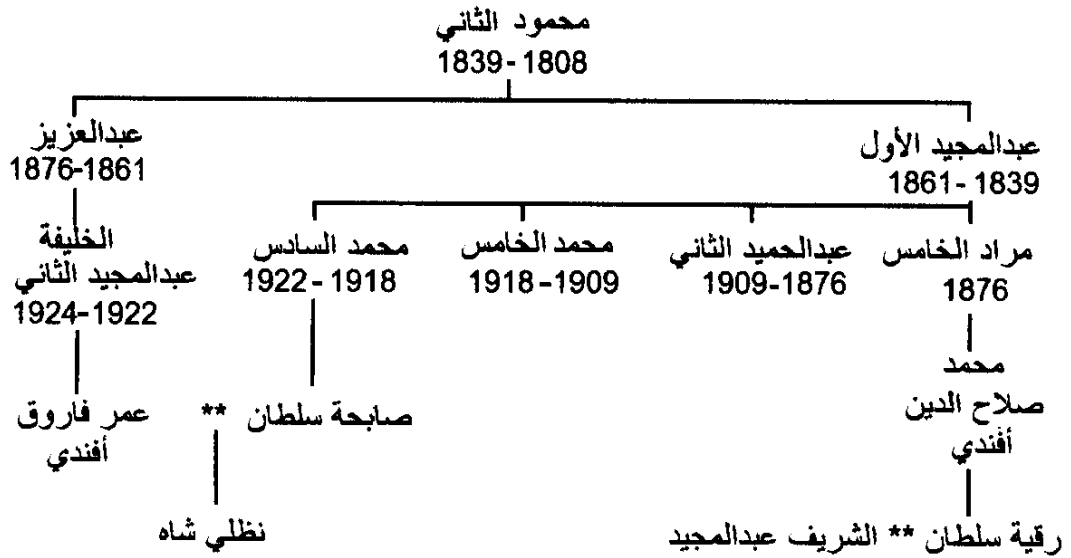 محمود الثاني
1839-1808
عبدالمجيد الأول
1861-1839
عبدالعزيز
1876-1861
مراد الخامس
1876
عبدالحميد الثاني
1909-1876
محمد الخامس
1918-1909
محمد السادس
1922-1918
الخليفة
عبدالمجيد الثاني
1924-1922
محمد
صلاح الدين
أفندي
صابحة سلطان **
عمر فاروق
أفندي
رقية سلطان ** الشريف عبدالمجيد
نظلي شاه